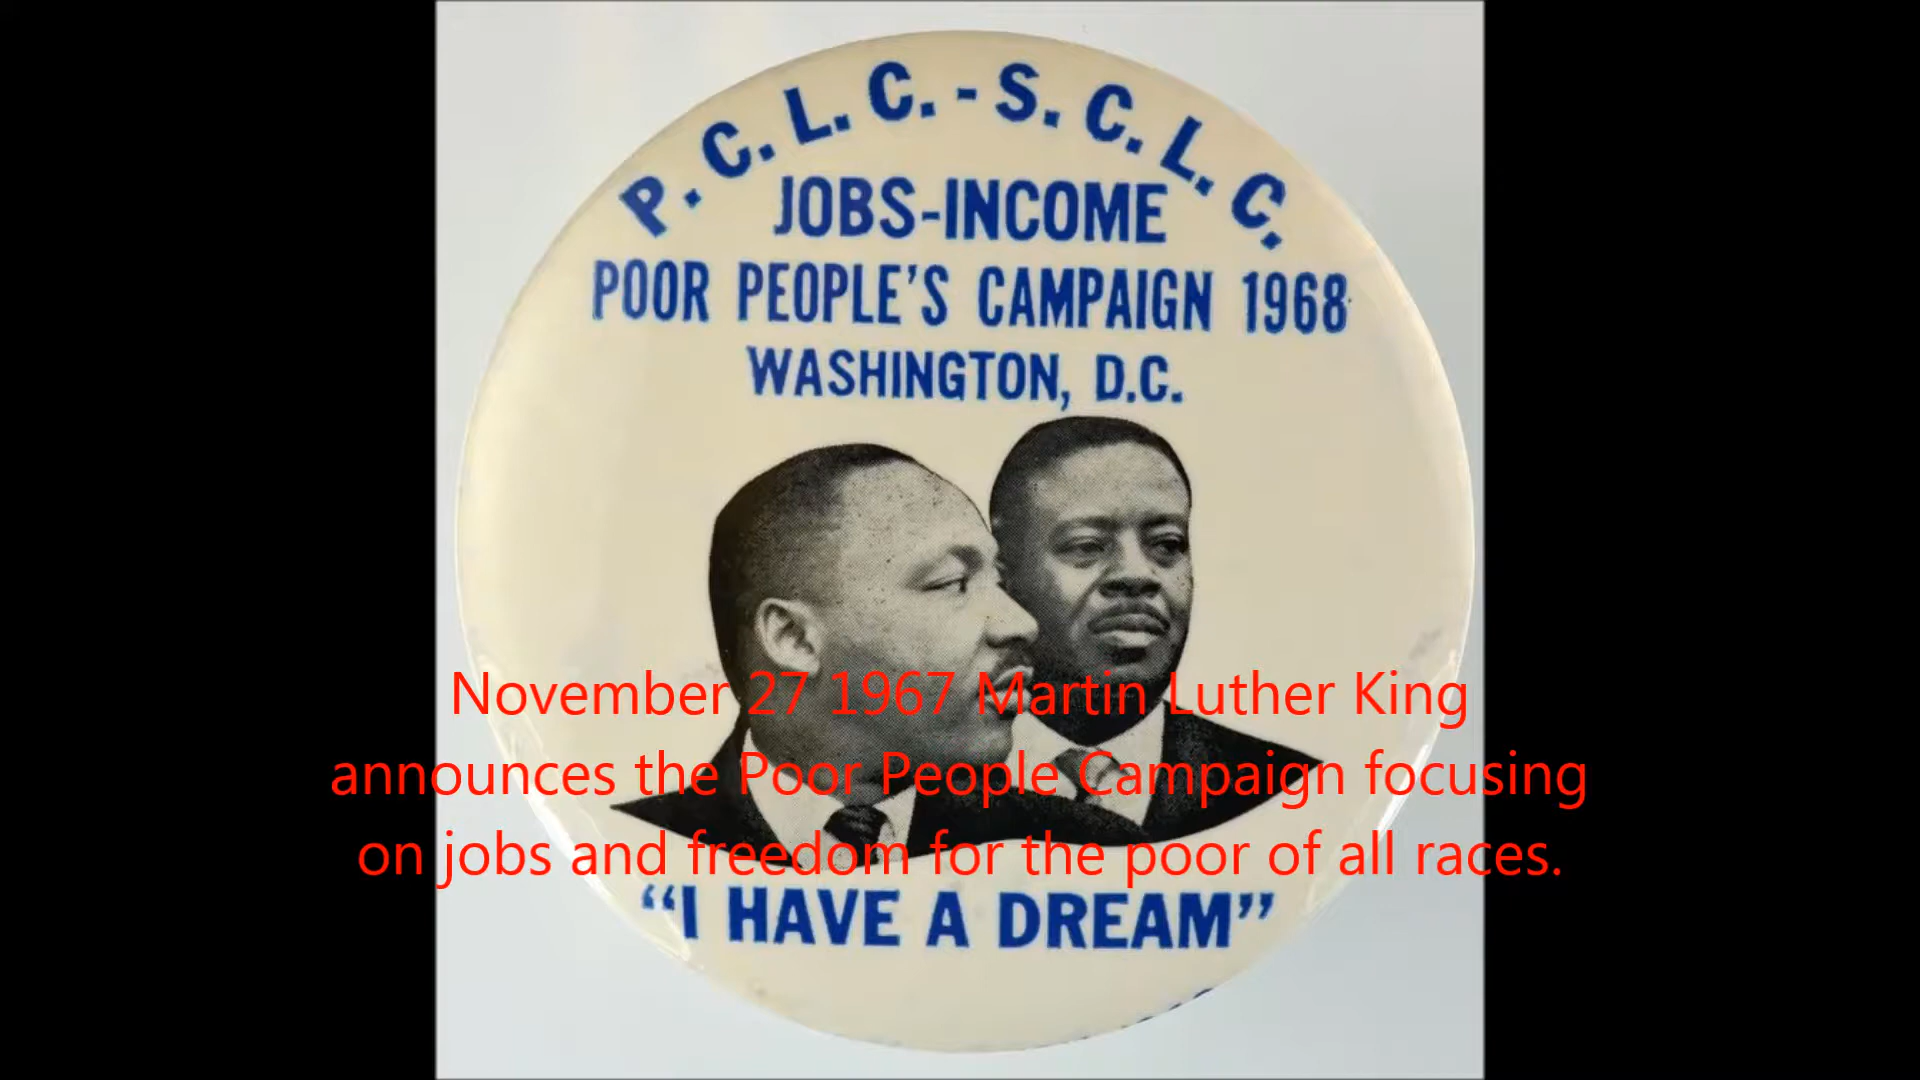 P. C. L. C. - S. C. L. C.
JOBS-INCOME
POOR PEOPLE'S CAMPAIGN 1968
WASHINGTON, D.C.
November 27 1967 Martin Luther King
announces the Poor People Campaign focusing
on jobs and freedom for the poor of all races.
“I HAVE A DREAM”